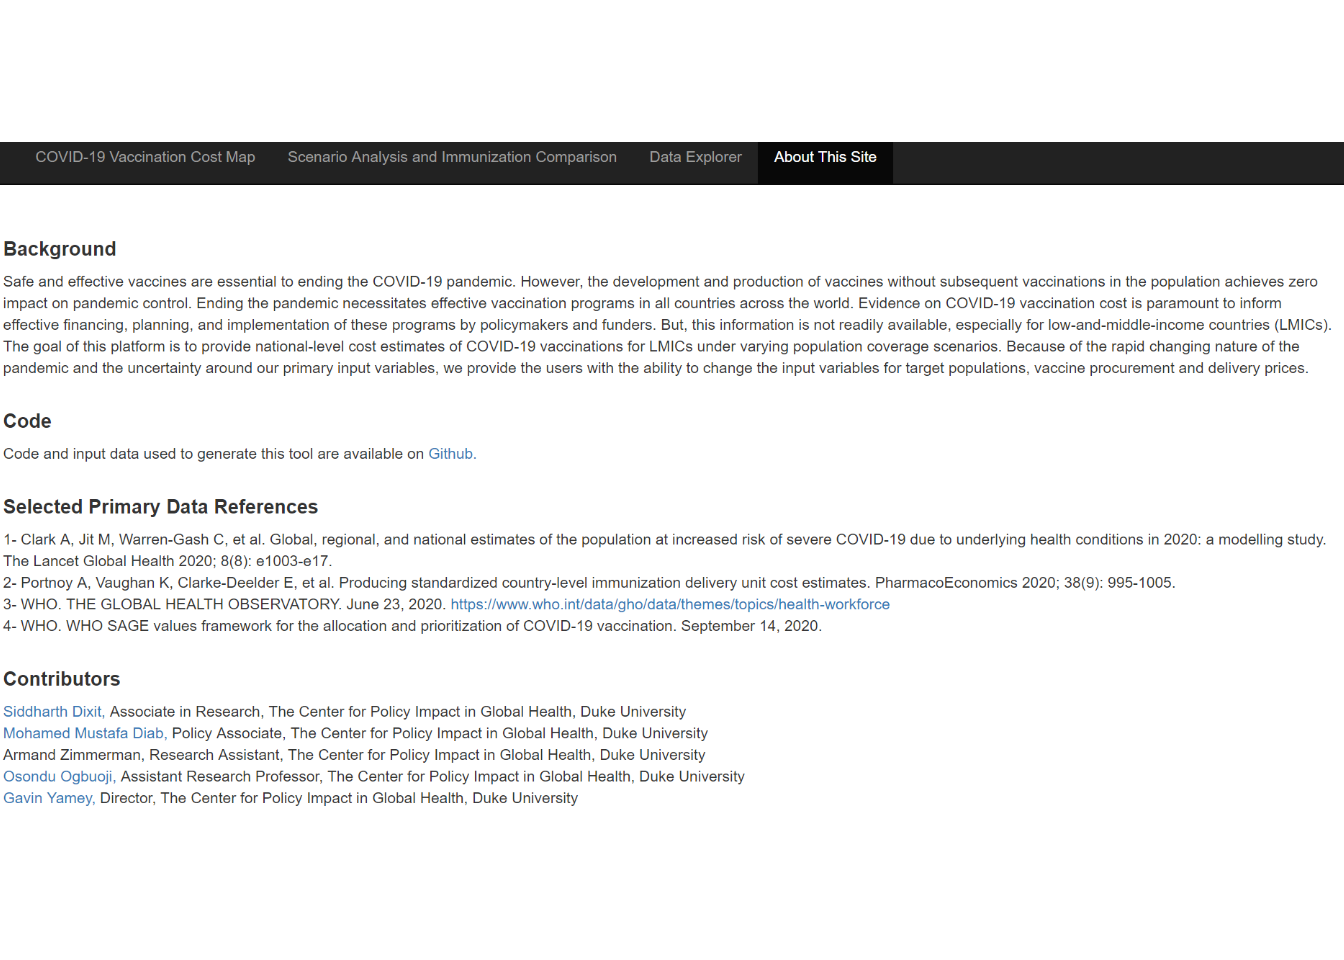 COVID-19 Vaccination Cost Map Scenario Analysis and Immunization Comparison Data Explorer About This Site
Background
Safe and effective vaccines are essential to ending the COVID-19 pandemic. However, the development and production of vaccines without subsequent vaccinations in the population achieves zero
impact on pandemic control. Ending the pandemic necessitates effective vaccination programs in all countries across the world. Evidence on COVID-19 vaccination cost is paramount to inform
effective financing, planning, and implementation of these programs by policymakers and funders. But, this information is not readily available, especially for low-and-middle-income countries (LMICs).
The goal of this platform is to provide national-level cost estimates of COVID-19 vaccinations for LMICs under varying population coverage scenarios. Because of the rapid changing nature of the
pandemic and the uncertainty around our primary input variables, we provide the users with the ability to change the input variables for target populations, vaccine procurement and delivery prices.
Code
Code and input data used to generate this tool are available on Github.
Selected Primary Data References
1- Clark A, Jit M, Warren-Gash C, et al. Global, regional, and national estimates of the population at increased risk of severe COVID-19 due to underlying health conditions in 2020: a modelling study.
The Lancet Global Health 2020; 8(8): e1003-e17.
2- Portnoy A, Vaughan K, Clarke-Deelder E, et al. Producing standardized country-level immunization delivery unit cost estimates. PharmacoEconomics 2020; 38(9): 995-1005.
3- WHO. THE GLOBAL HEALTH OBSERVATORY. June 23, 2020. https://www.who.int/data/gho/data/themes/topics/health-workforce
4- WHO. WHO SAGE values framework for the allocation and prioritization of COVID-19 vaccination. September 14, 2020.
Contributors
Siddharth Dixit, Associate in Research, The Center for Policy Impact in Global Health, Duke University
Mohamed Mustafa Diab, Policy Associate, The Center for Policy Impact in Global Health, Duke University
Armand Zimmerman, Research Assistant, The Center for Policy Impact in Global Health, Duke University
Osondu Ogbuoji, Assistant Research Professor, The Center for Policy Impact in Global Health, Duke University
Gavin Yamey, Director, The Center for Policy Impact in Global Health, Duke University